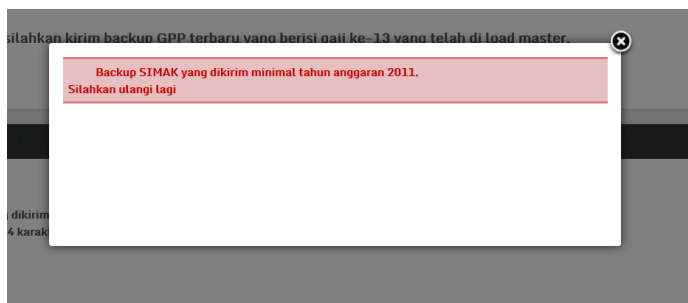 silahkan kirim backup GPP terbaru yang berisi gaji ke-13 yang telah di load master.
Backup SIMAK yang dikirim minimal tahun anggaran 2011.
Silahkan ulangi lagi
dikirim
4 karak